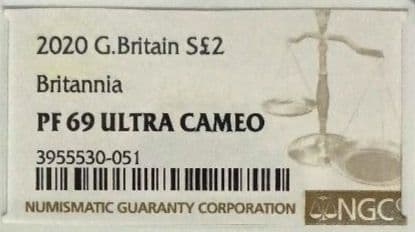 2020 G.Britain S£2
Britannia
PF 69 ULTRA CAMEO
3955530-051
NUMISMATIC GUARANTY CORPORATION
NGC